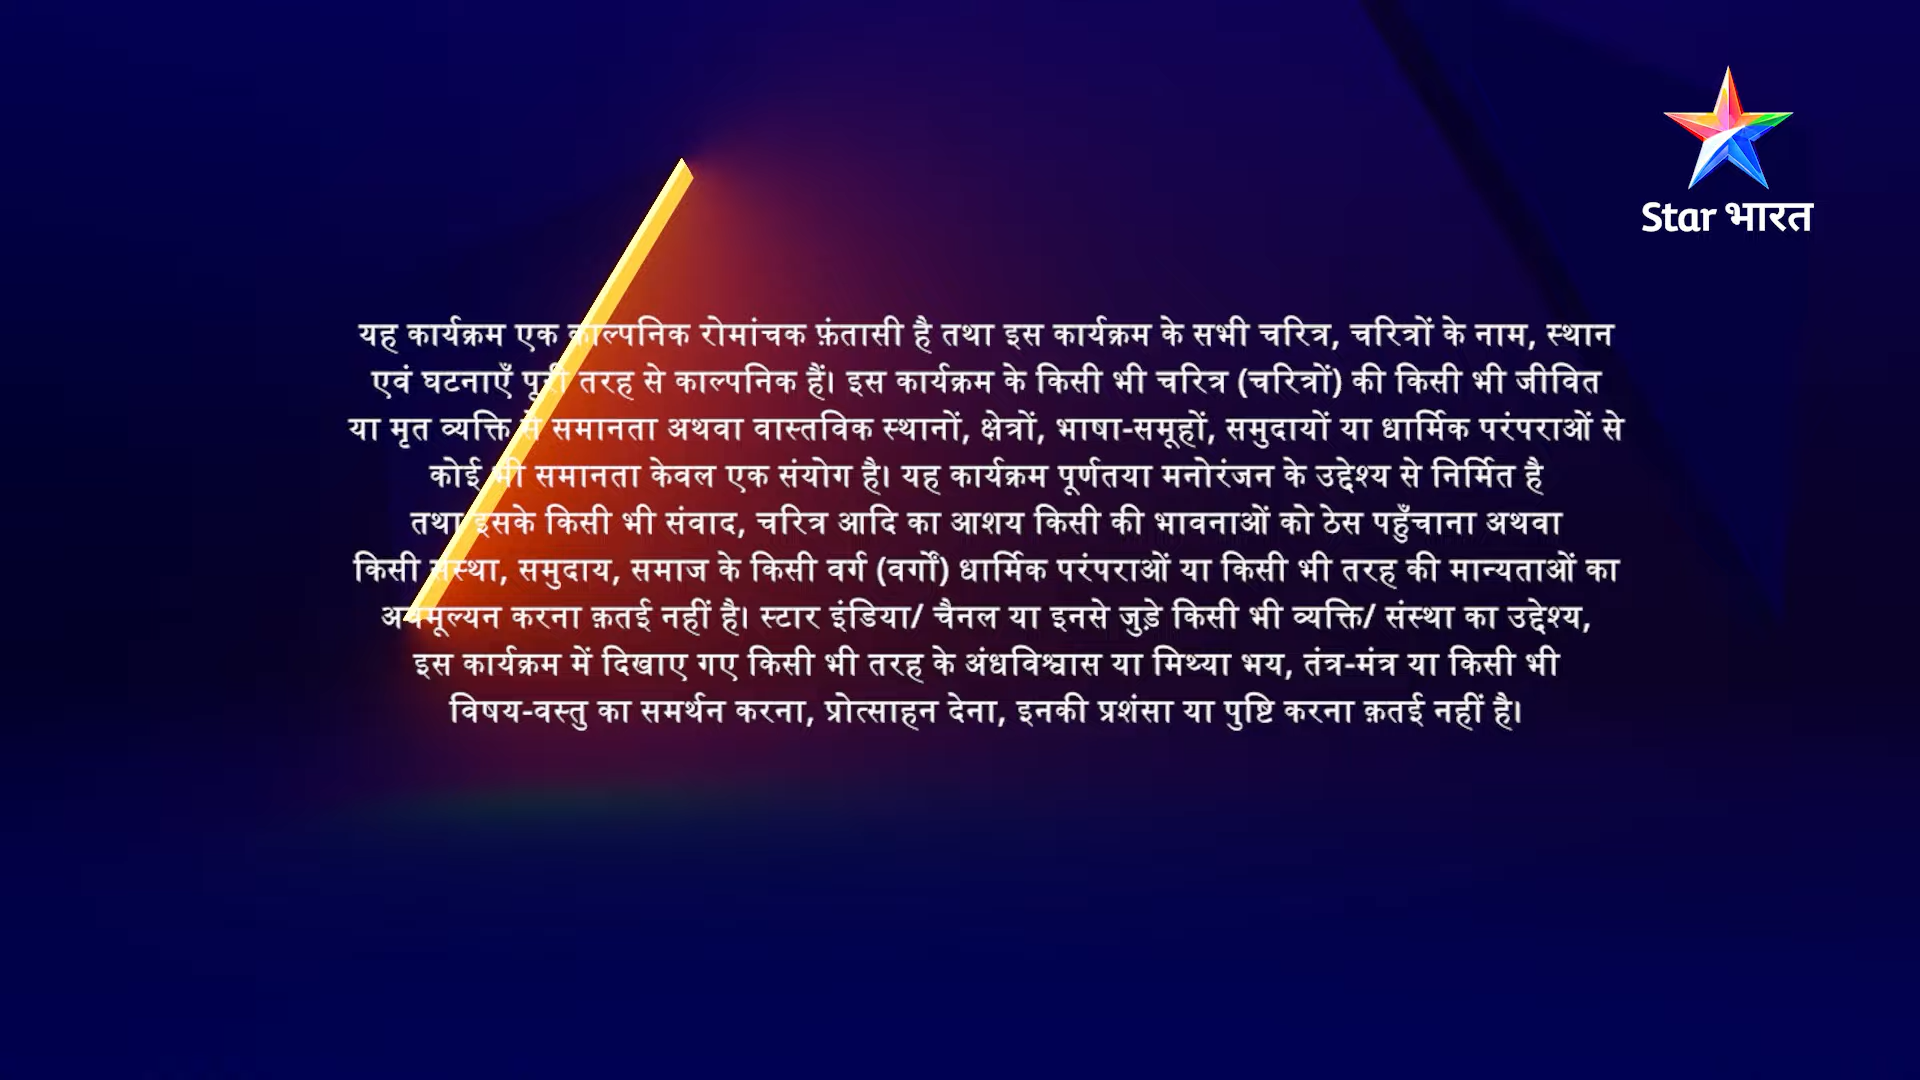 Star भारत
यह कार्यक्रम एक काल्पनिक रोमांचक फ़ंतासी है तथा इस कार्यक्रम के सभी चरित्र, चरित्रों के नाम, स्थान
एवं घटनाएँ पूरी तरह से काल्पनिक हैं। इस कार्यक्रम के किसी भी चरित्र (चरित्रों) की किसी भी जीवित
या मृत व्यक्ति से समानता अथवा वास्तविक स्थानों, क्षेत्रों, भाषा-समूहों, समुदायों या धार्मिक परंपराओं से
कोई भी समानता केवल एक संयोग है। यह कार्यक्रम पूर्णतया मनोरंजन के उद्देश्य से निर्मित है
तथा इसके किसी भी संवाद, चरित्र आदि का आशय किसी की भावनाओं को ठेस पहुँचाना अथवा
किसी संस्था, समुदाय, समाज के किसी वर्ग (वर्गों) धार्मिक परंपराओं या किसी भी तरह की मान्यताओं का
अवमूल्यन करना क़तई नहीं है। स्टार इंडिया/ चैनल या इनसे जुड़े किसी भी व्यक्ति/ संस्था का उद्देश्य,
इस कार्यक्रम में दिखाए गए किसी भी तरह के अंधविश्वास या मिथ्या भय, तंत्र-मंत्र या किसी भी
विषय-वस्तु का समर्थन करना, प्रोत्साहन देना, इनकी प्रशंसा या पुष्टि करना क़तई नहीं है।